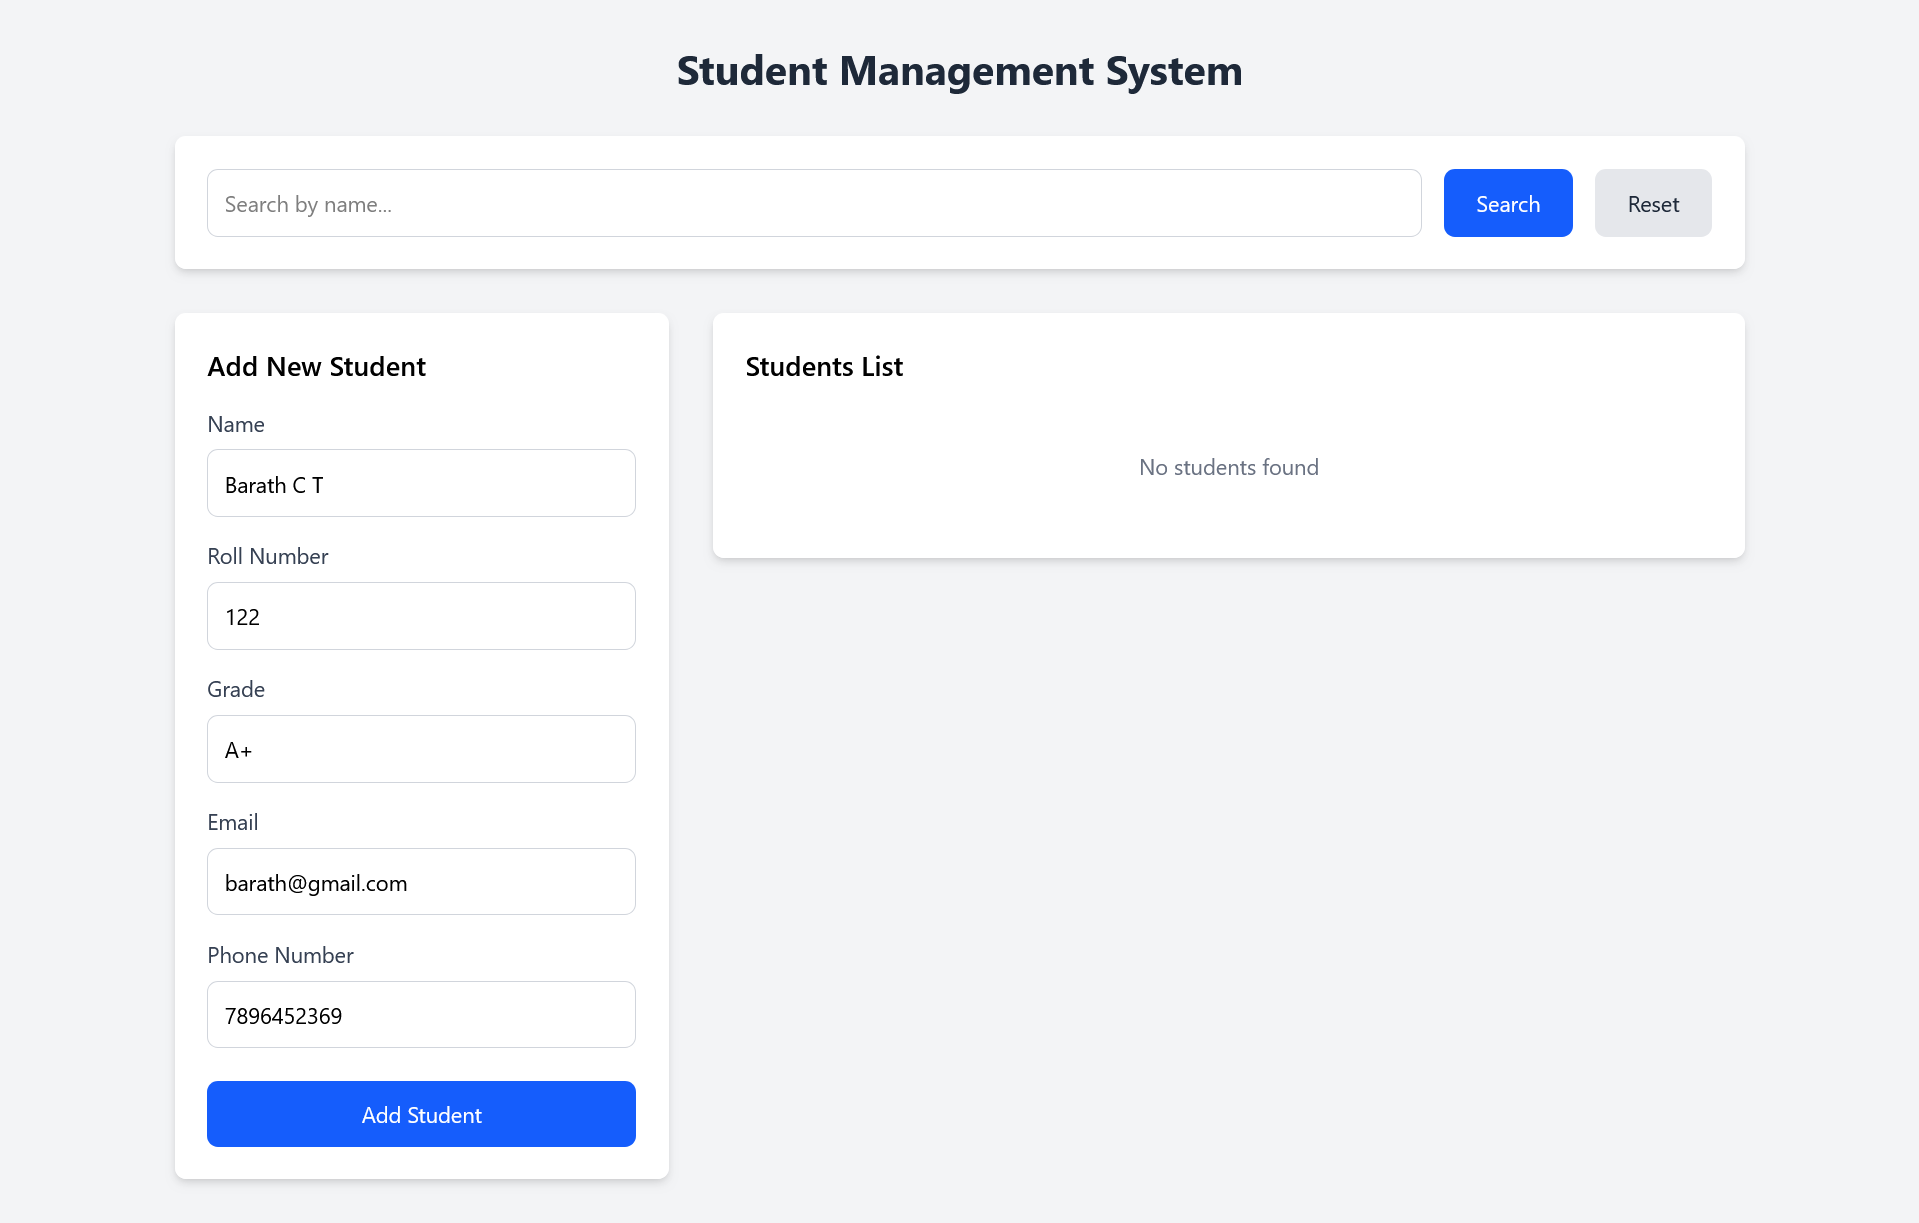 Student Management System
Search by name...
Search
Reset
Add New Student
Name
Barath C T
Roll Number
122
Grade
A+
Email
barath@gmail.com
Phone Number
7896452369
Add Student
Students List
No students found